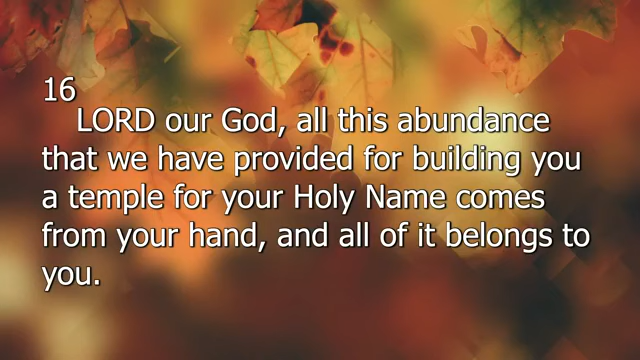 16
LORD our God, all this abundance
that we have provided for building you
a temple for your Holy Name comes
from your hand, and all of it belongs to
you.